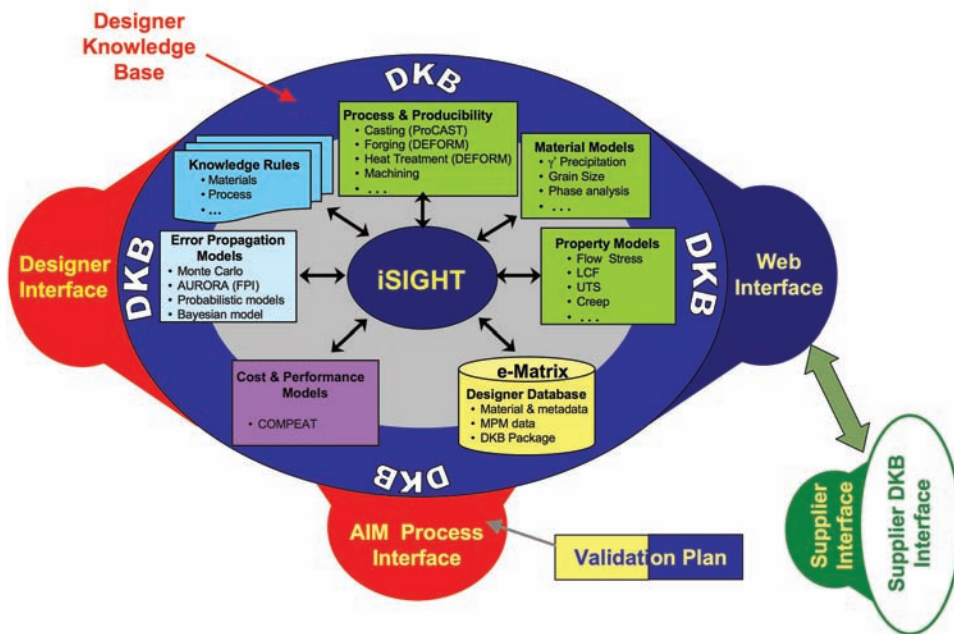 Designer
Knowledge
Base
DKB
Process & Producibility
• Casting (ProCAST)
• Forging (DEFORM)
• Heat Treatment (DEFORM)
• Machining
• . . .
Knowledge Rules
• Materials
• Process
• ...
Material Models
• γ' Precipitation
• Grain Size
• Phase analysis
• . . .
Designer
Interface
DKB
Error Propagation
Models
• Monte Carlo
• AURORA (FPI)
• Probabilistic models
• Bayesian model
iSIGHT
Property Models
• Flow Stress
• LCF
• UTS
• Creep
• . . .
DKB
Web
Interface
Cost & Performance
Models
• COMPEAT
e-Matrix
Designer Database
• Material & metadata
• MPM data
• DKB Package
DKB
AIM Process
Interface
Validation Plan
Supplier
Interface
Supplier DKB
Interface